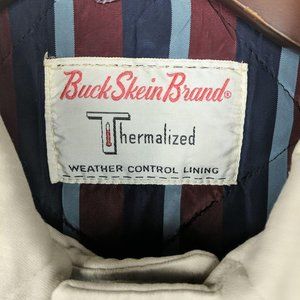 Buck Skein Brand®
Thermalized
WEATHER CONTROL LINING